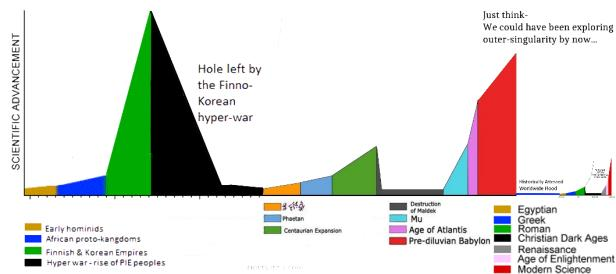 Just think-
We could have been exploring
outer-singularity by now...
SCIENTIFIC ADVANCEMENT
Hole left by
the Finno-
Korean
hyper-war
Historically Attested
Worldwide Flood
Early hominids
African proto-kangdoms
Finnish & Korean Empires
Hyper war - rise of PIE peoples
Phaetan
Centaurian Expansion
Destruction
of Maldek
Mu
Age of Atlantis
Pre-diluvian Babylon
Egyptian
Greek
Roman
Christian Dark Ages
Renaissance
Age of Enlightenment
Modern Science